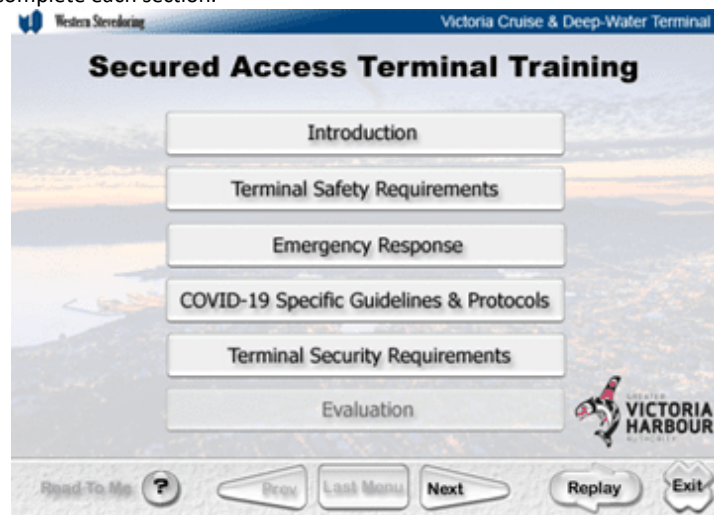 complete each section.
Western Stevedoring
Victoria Cruise & Deep-Water Terminal
Secured Access Terminal Training
Introduction
Terminal Safety Requirements
Emergency Response
COVID-19 Specific Guidelines & Protocols
Terminal Security Requirements
Evaluation
GREATER
VICTORIA
HARBOUR
AUTHORITY
Read To Me ? Prev Last Menu Next Replay Exit